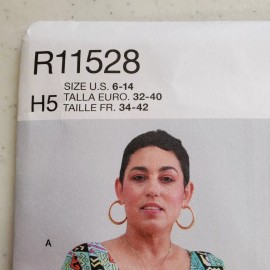 R11528
H5
SIZE U.S. 6-14
TALLA EURO. 32-40
TAILLE FR. 34-42
A